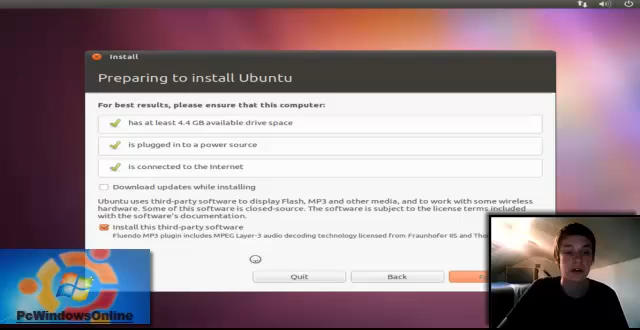 Install
Preparing to install Ubuntu
For best results, please ensure that this computer:
has at least 4.4 GB available drive space
is plugged in to a power source
is connected to the Internet
Download updates while installing
Ubuntu uses third-party software to display Flash, MP3 and other media, and to work with some wireless
hardware. Some of this software is closed-source. The software is subject to the license terms included
with the software's documentation.
Install this third-party software
Fluendo MP3 plugin includes MPEG Layer-3 audio decoding technology licensed from Fraunhofer IIS and
Quit
Back
PcWindowsOnline